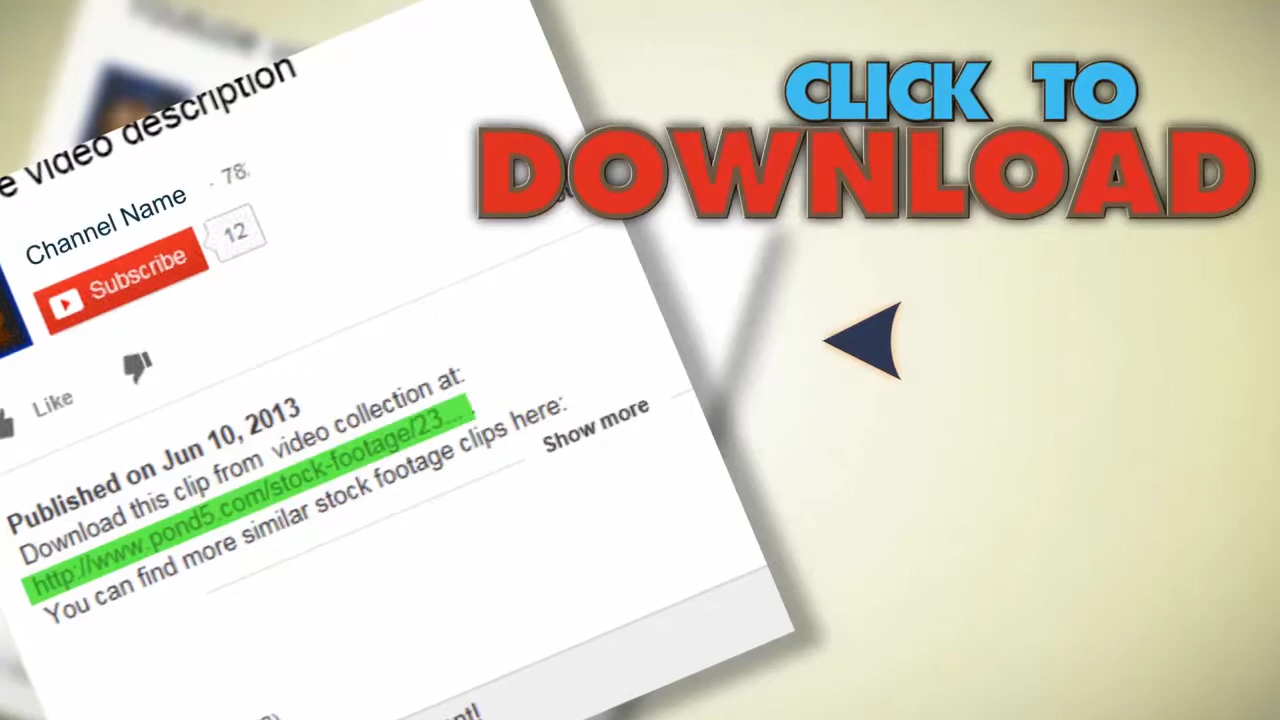 CLICK TO
DOWNLOAD
e video description
Channel Name
78
Subscribe
12
Like
Published on Jun 10, 2013
Download this clip from video collection at:
http://www.pond5.com/stock-footage/23...
You can find more similar stock footage clips here:
Show more